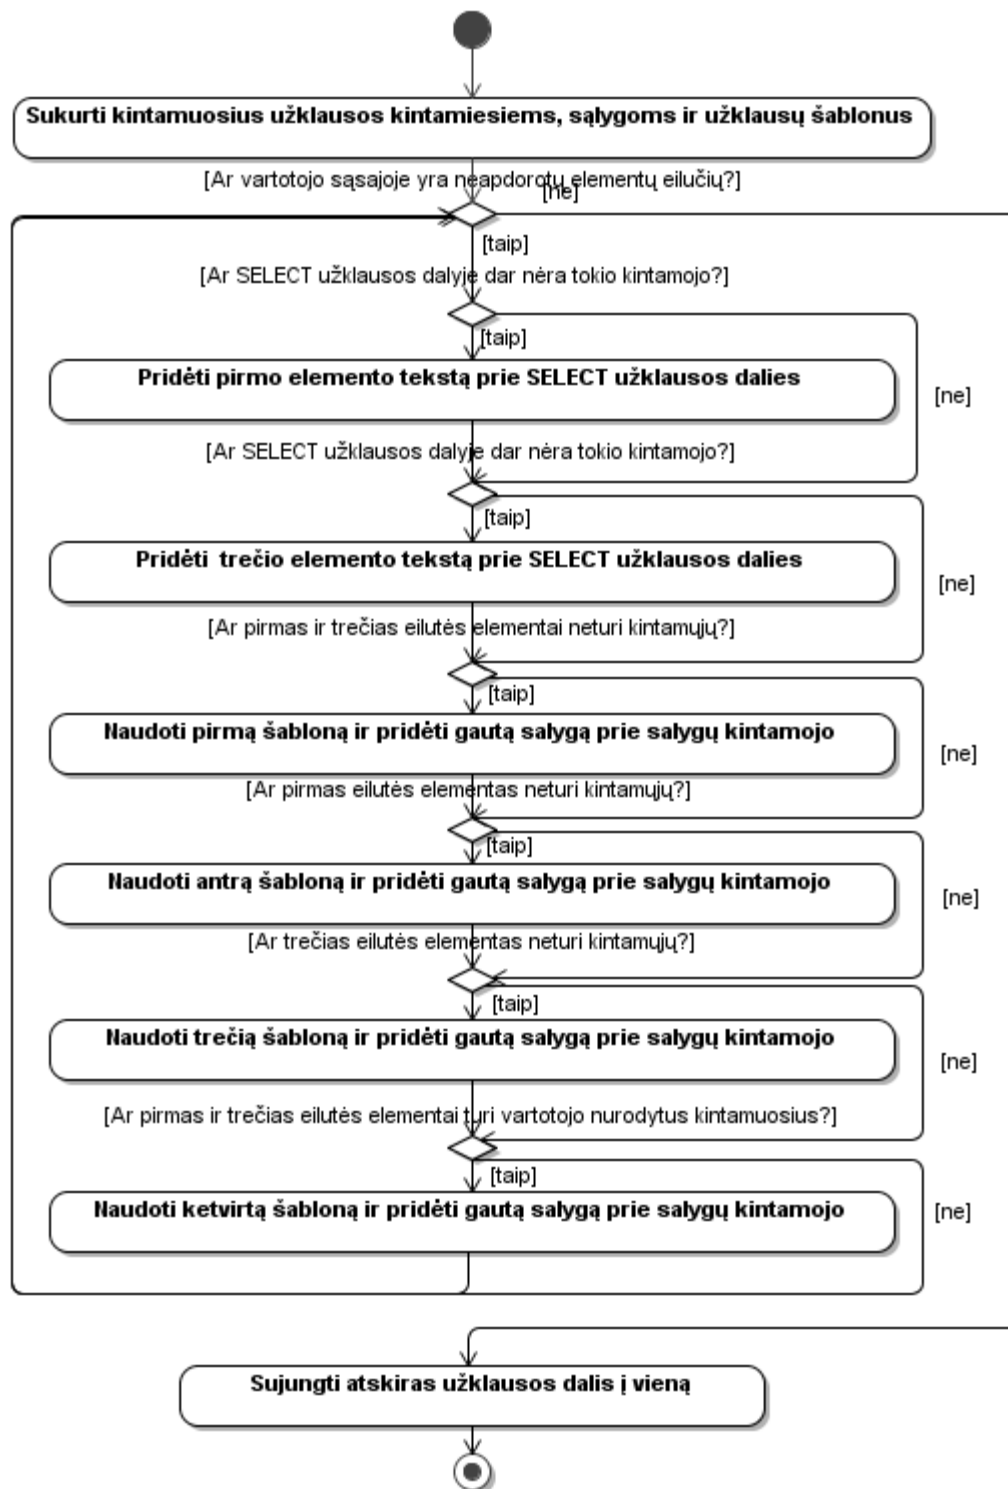 Sukurti kintamuosius užklausos kintamiesiems, sąlygoms ir užklausų šablonus
[Ar vartotojo sąsajoje yra neapdorotų elementų eilučių?]
[ne]
[taip]
[Ar SELECT užklausos dalyje dar nėra tokio kintamojo?]
[taip]
Pridėti pirmo elemento tekstą prie SELECT užklausos dalies
[ne]
[Ar SELECT užklausos dalyje dar nėra tokio kintamojo?]
[taip]
Pridėti  trečio elemento tekstą prie SELECT užklausos dalies
[ne]
[Ar pirmas ir trečias eilutės elementai neturi kintamųjų?]
[taip]
Naudoti pirmą šabloną ir pridėti gautą salygą prie salygų kintamojo
[ne]
[Ar pirmas eilutės elementas neturi kintamųjų?]
[taip]
Naudoti antrą šabloną ir pridėti gautą salygą prie salygų kintamojo
[ne]
[Ar trečias eilutės elementas neturi kintamųjų?]
[taip]
Naudoti trečią šabloną ir pridėti gautą salygą prie salygų kintamojo
[ne]
[Ar pirmas ir trečias eilutės elementai turi vartotojo nurodytus kintamuosius?]
[taip]
Naudoti ketvirtą šabloną ir pridėti gautą salygą prie salygų kintamojo
[ne]
Sujungti atskiras užklausos dalis į vieną